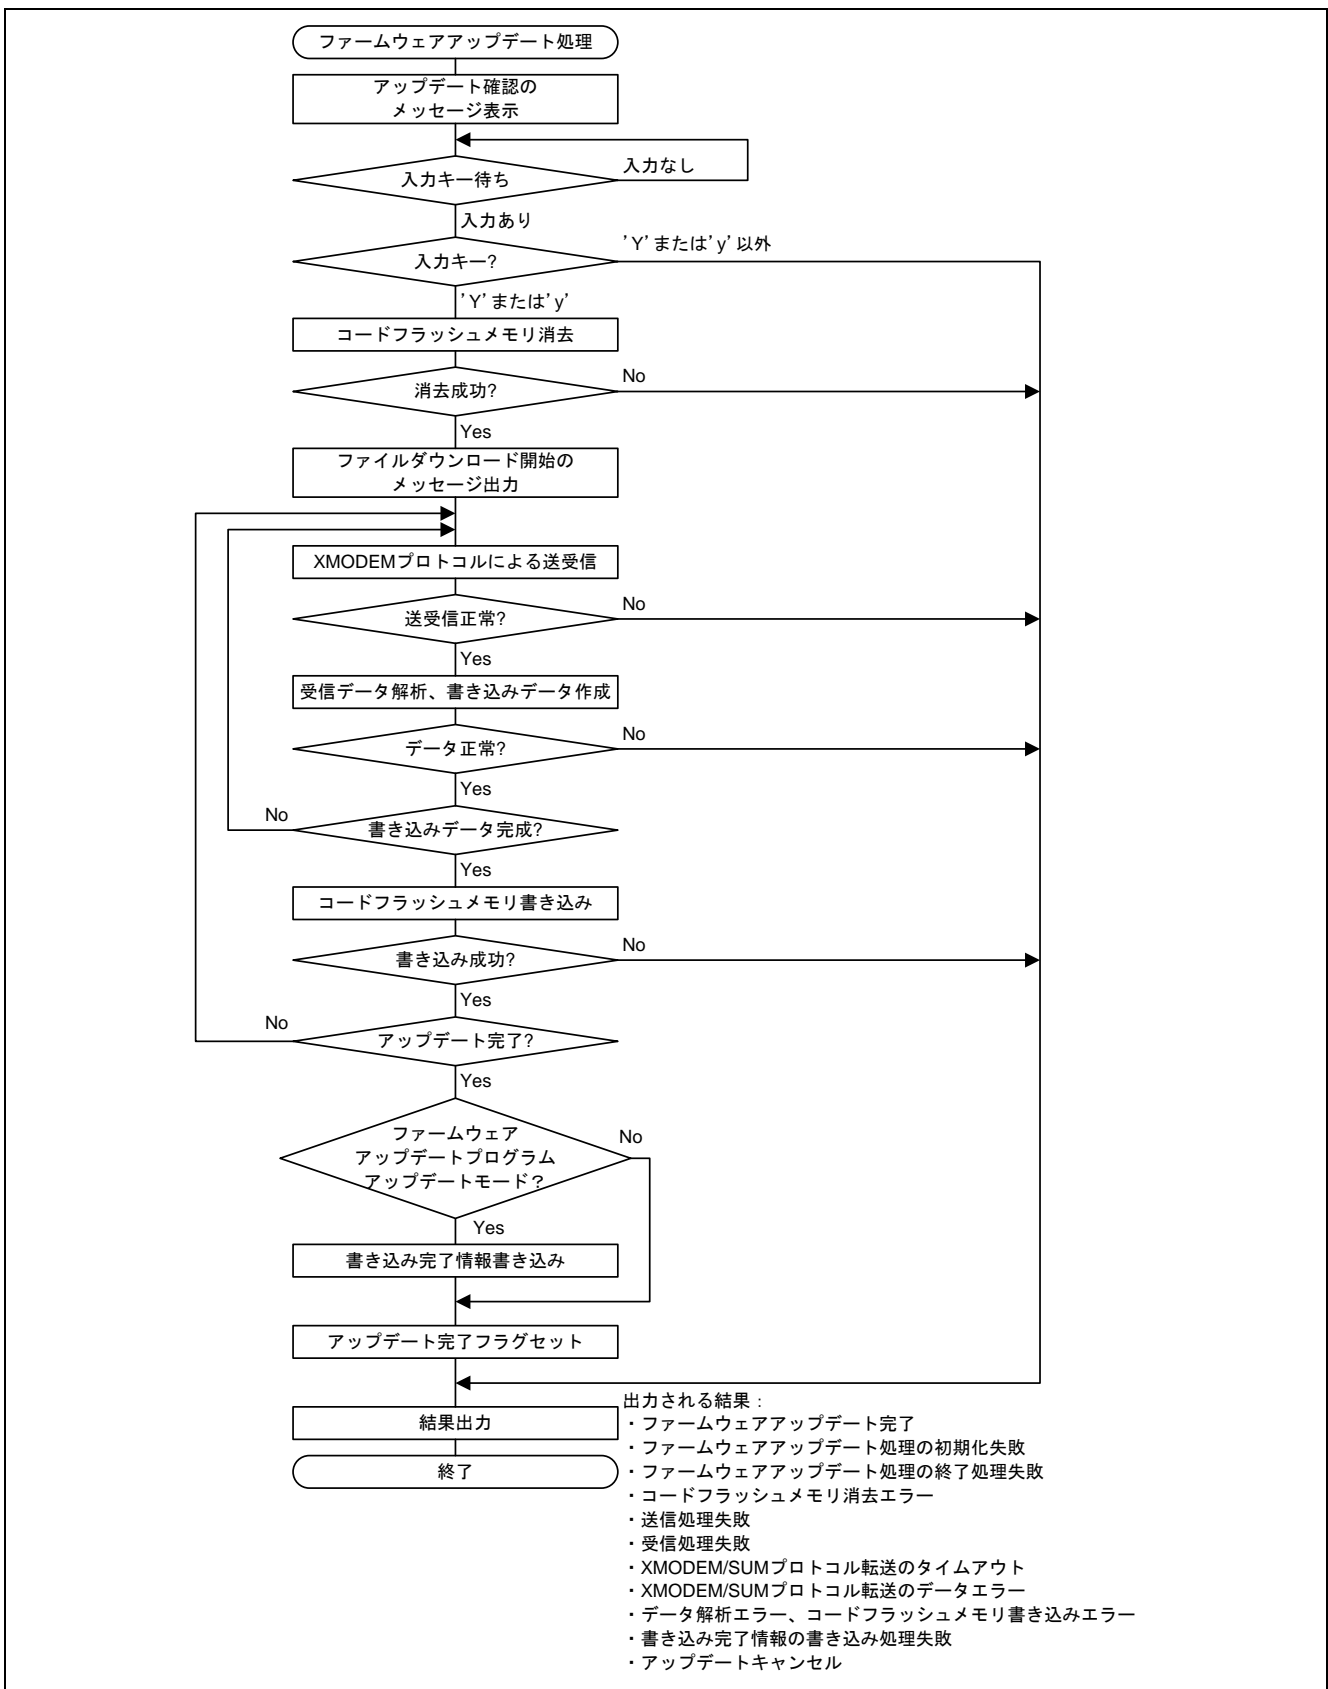 ファームウェアアップデート処理
アップデート確認の
メッセージ表示
入力なし
入力キー待ち
入力あり
'Y'または'y'以外
入力キー?
'Y'または'y'
コードフラッシュメモリ消去
No
消去成功?
Yes
ファイルダウンロード開始の
メッセージ出力
XMODEMプロトコルによる送受信
No
送受信正常?
Yes
受信データ解析、書き込みデータ作成
No
データ正常?
Yes
No
書き込みデータ完成?
Yes
コードフラッシュメモリ書き込み
No
書き込み成功?
Yes
No
アップデート完了?
Yes
ファームウェア
アップデートプログラム
アップデートモード?
No
Yes
書き込み完了情報書き込み
アップデート完了フラグセット
結果出力
終了
出力される結果：
・ファームウェアアップデート完了
・ファームウェアアップデート処理の初期化失敗
・ファームウェアアップデート処理の終了処理失敗
・コードフラッシュメモリ消去エラー
・送信処理失敗
・受信処理失敗
・XMODEM/SUMプロトコル転送のタイムアウト
・XMODEM/SUMプロトコル転送のデータエラー
・データ解析エラー、コードフラッシュメモリ書き込みエラー
・書き込み完了情報の書き込み処理失敗
・アップデートキャンセル